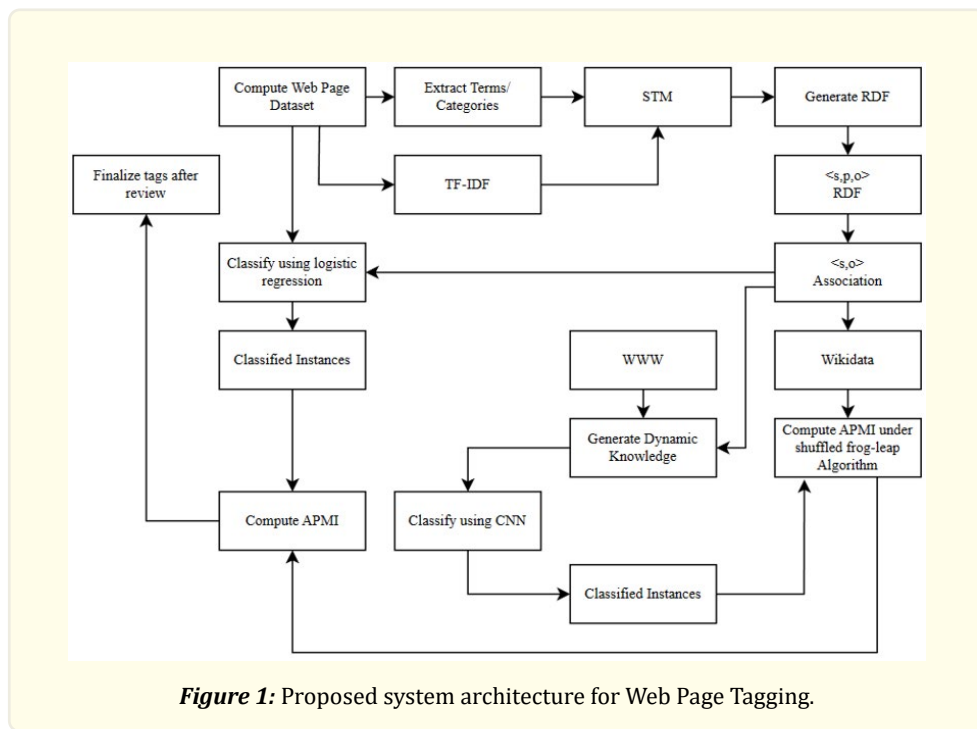 Compute Web Page
Dataset
Extract Terms/
Categories
STM
Generate RDF
Finalize tags after
review
TF-IDF
<s,p,o>
RDF
Classify using logistic
regression
<s,o>
Association
Classified Instances
WWW
Wikidata
Generate Dynamic
Knowledge
Compute APMI under
shuffled frog-leap
Algorithm
Compute APMI
Classify using CNN
Classified Instances
Figure 1: Proposed system architecture for Web Page Tagging.